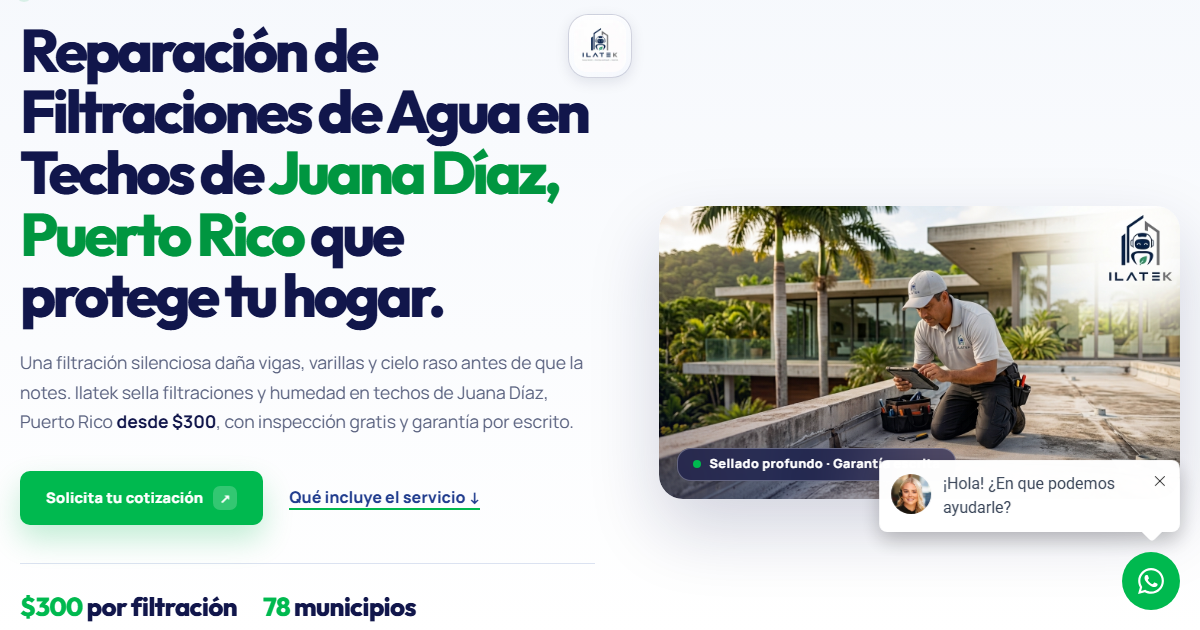 Reparación de
Filtraciones de Agua en
Techos de Juana Díaz,
Puerto Rico que
protege tu hogar.
Una filtración silenciosa daña vigas, varillas y cielo raso antes de que la
notes. Ilatek sella filtraciones y humedad en techos de Juana Díaz,
Puerto Rico desde $300, con inspección gratis y garantía por escrito.
Solicita tu cotización ↗
Qué incluye el servicio ↓
$300 por filtración
78 municipios
ILATEK
ILATEK
Sellado profundo ·
¡Hola! ¿En que podemos
ayudarle?